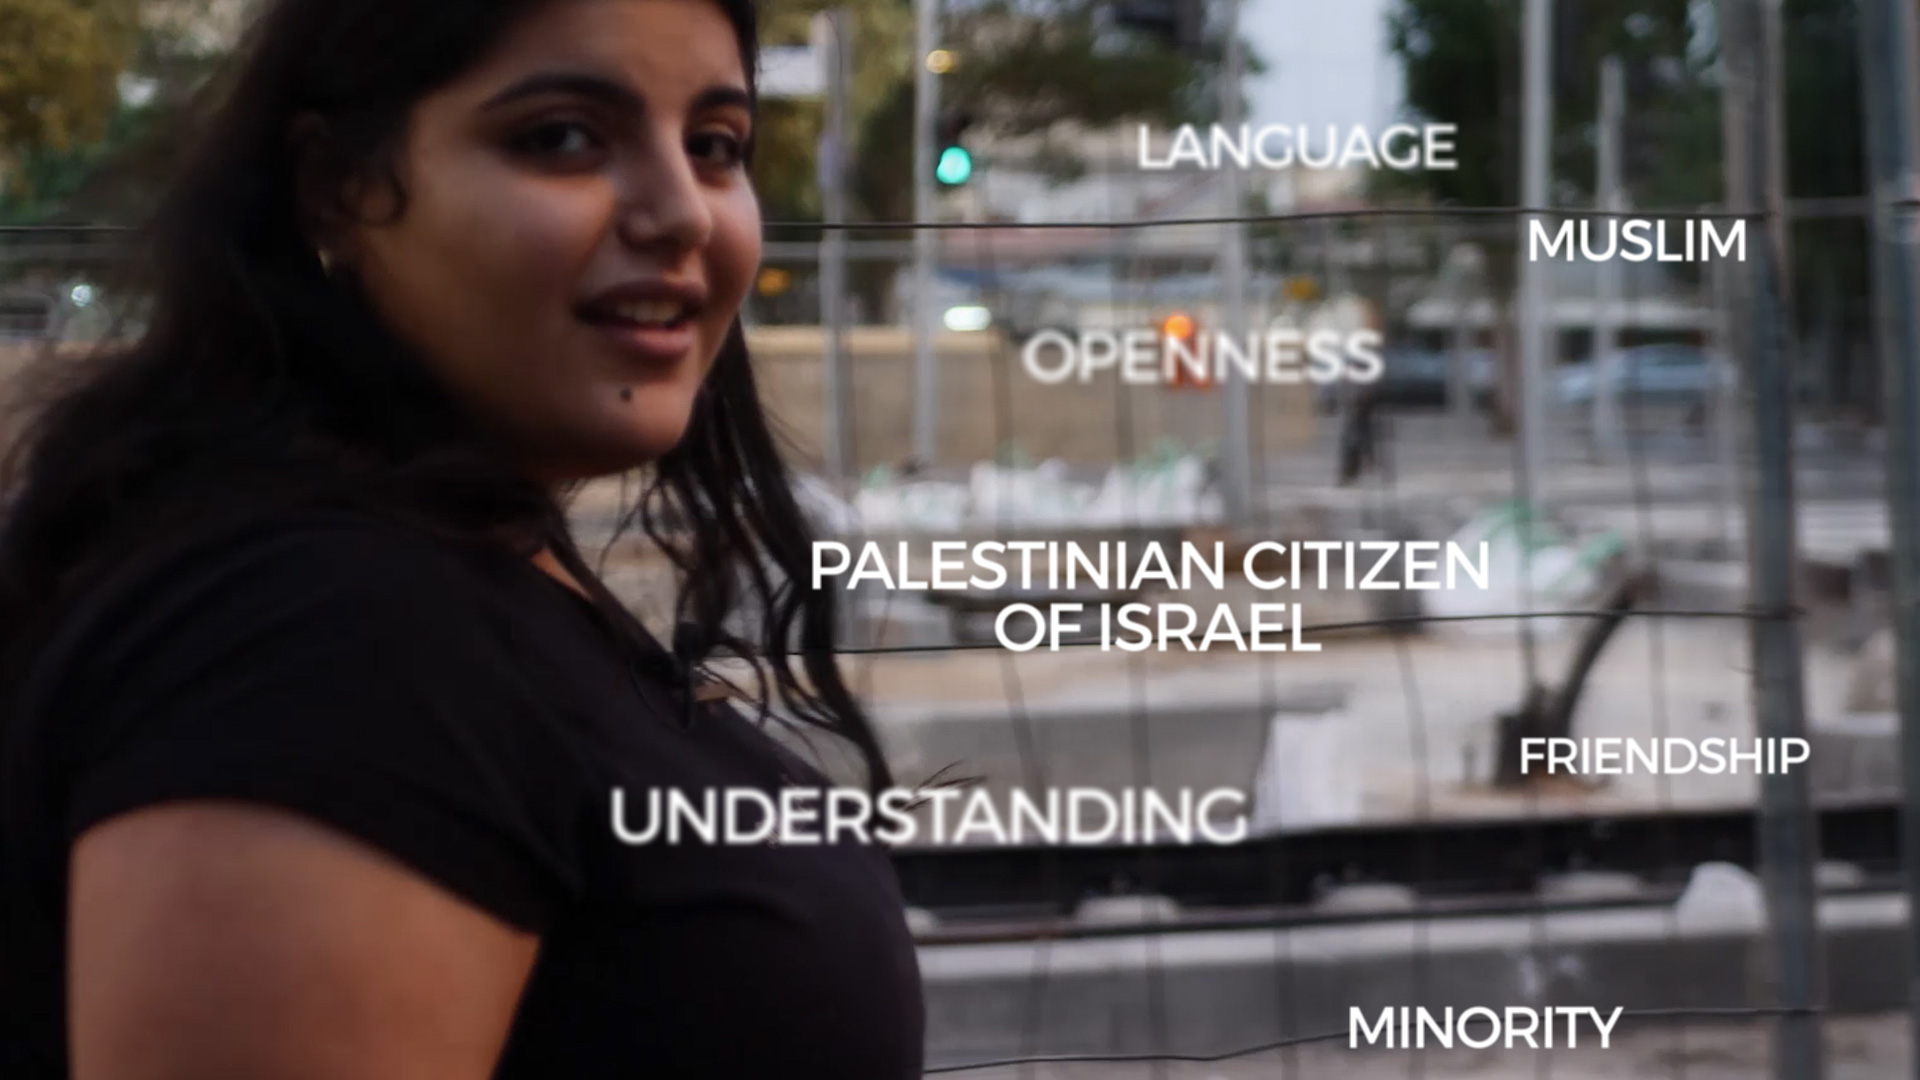 LANGUAGE
MUSLIM
OPENNESS
PALESTINIAN CITIZEN
OF ISRAEL
FRIENDSHIP
UNDERSTANDING
MINORITY